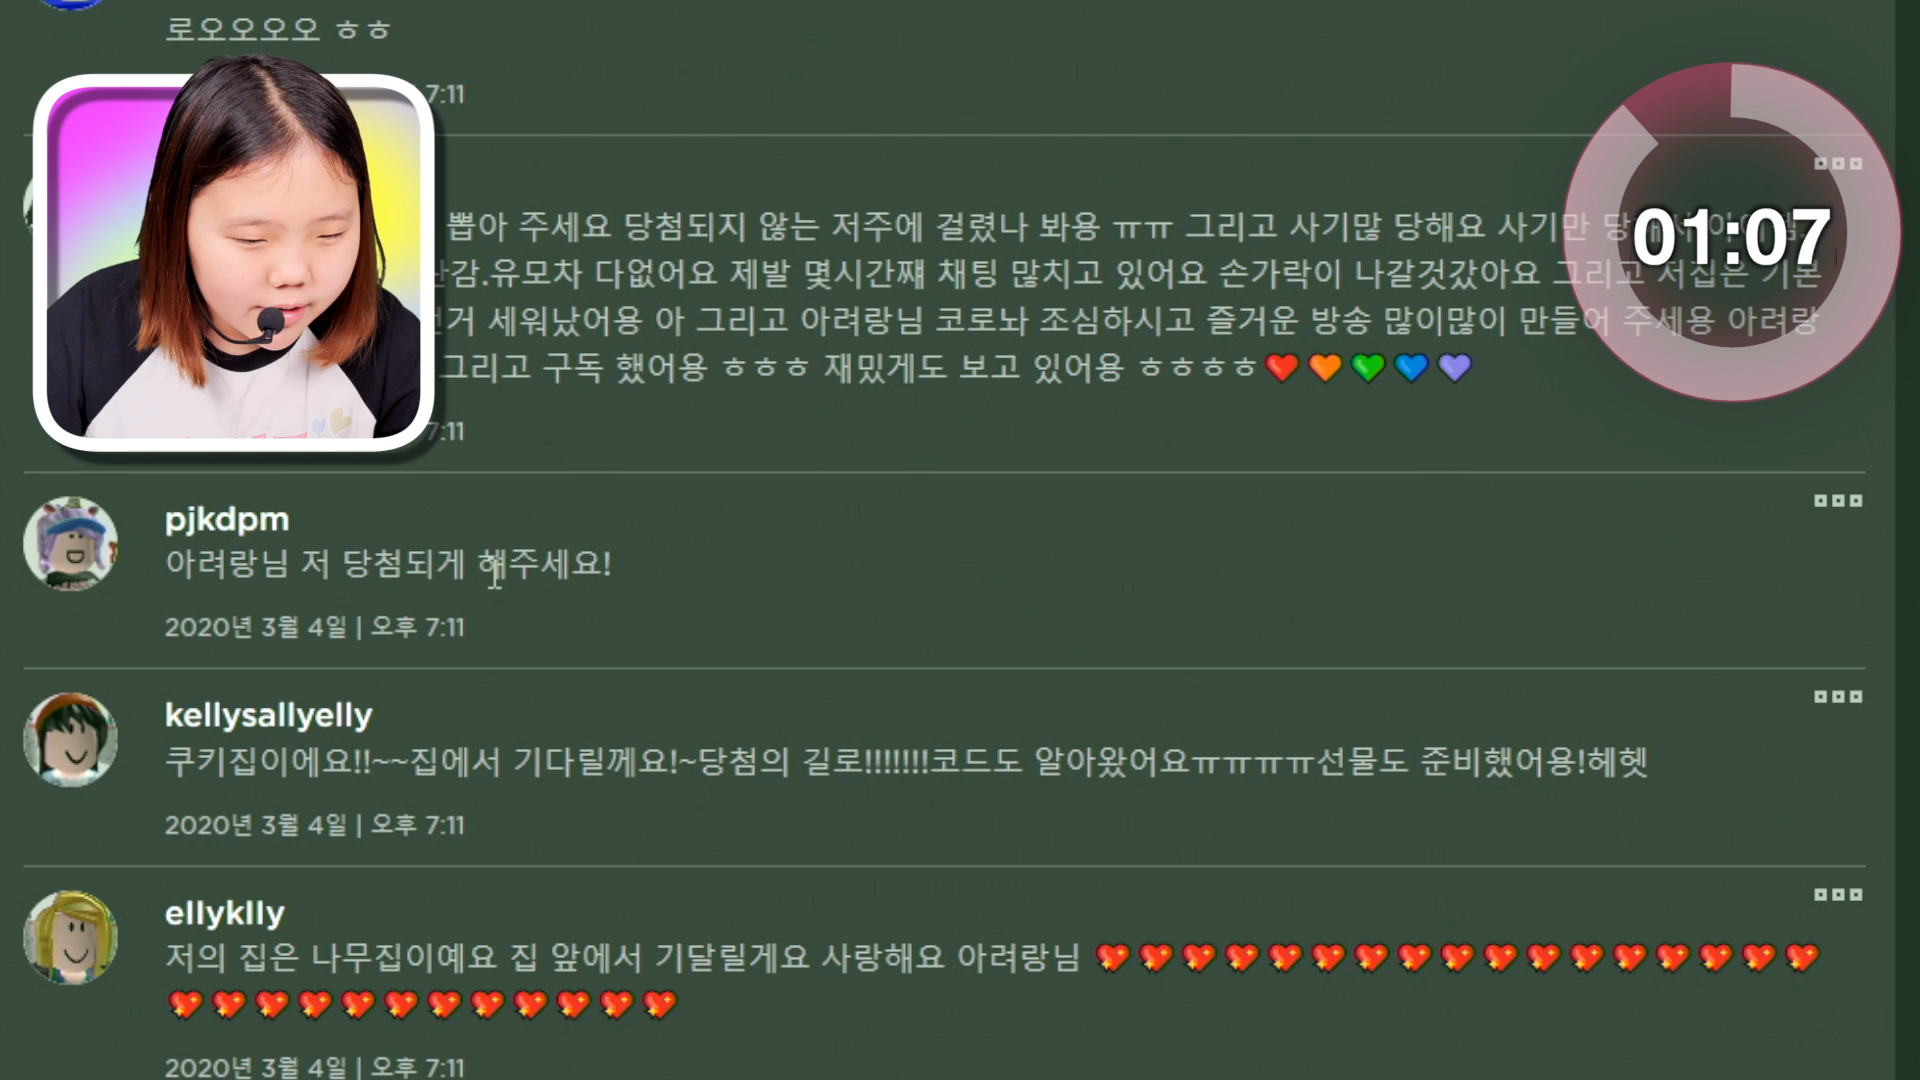 로오오오오 ㅎㅎ
7:11
뽑아 주세요 당첨되지 않는 저주에 걸렸나 봐용 ㅠㅠ 그리고 사기많 당해요 사기만
감.유모차 다없어요 제발 몇시간째 채팅 많치고 있어요 손가락이 나갈것갔아요 그리고 저집은 기본
거 세워났어용 아 그리고 아려랑님 코로놔 조심하시고 즐거운 방송 많이많이 만들어 주세용 아려랑
그리고 구독 했어용 ㅎㅎㅎ 재밌게도 보고 있어용 ㅎㅎㅎㅎ❤️🧡💚💙💜
7:11
01:07
pjkdpm
아려랑님 저 당첨되게 해주세요!
2020년 3월 4일 | 오후 7:11
kellysallyelly
쿠키집이에요!!~~집에서 기다릴께요!~당첨의 길로!!!!!!!코드도 알아왔어요ㅠㅠㅠㅠ선물도 준비했어용!헤헷
2020년 3월 4일 | 오후 7:11
ellyklly
저의 집은 나무집이예요 집 앞에서 기달릴게요 사랑해요 아려랑님 💖💖💖💖💖💖💖💖💖💖💖💖💖💖💖💖💖
💖💖💖💖💖💖💖💖💖💖💖💖
2020년 3월 4일 | 오후 7:11